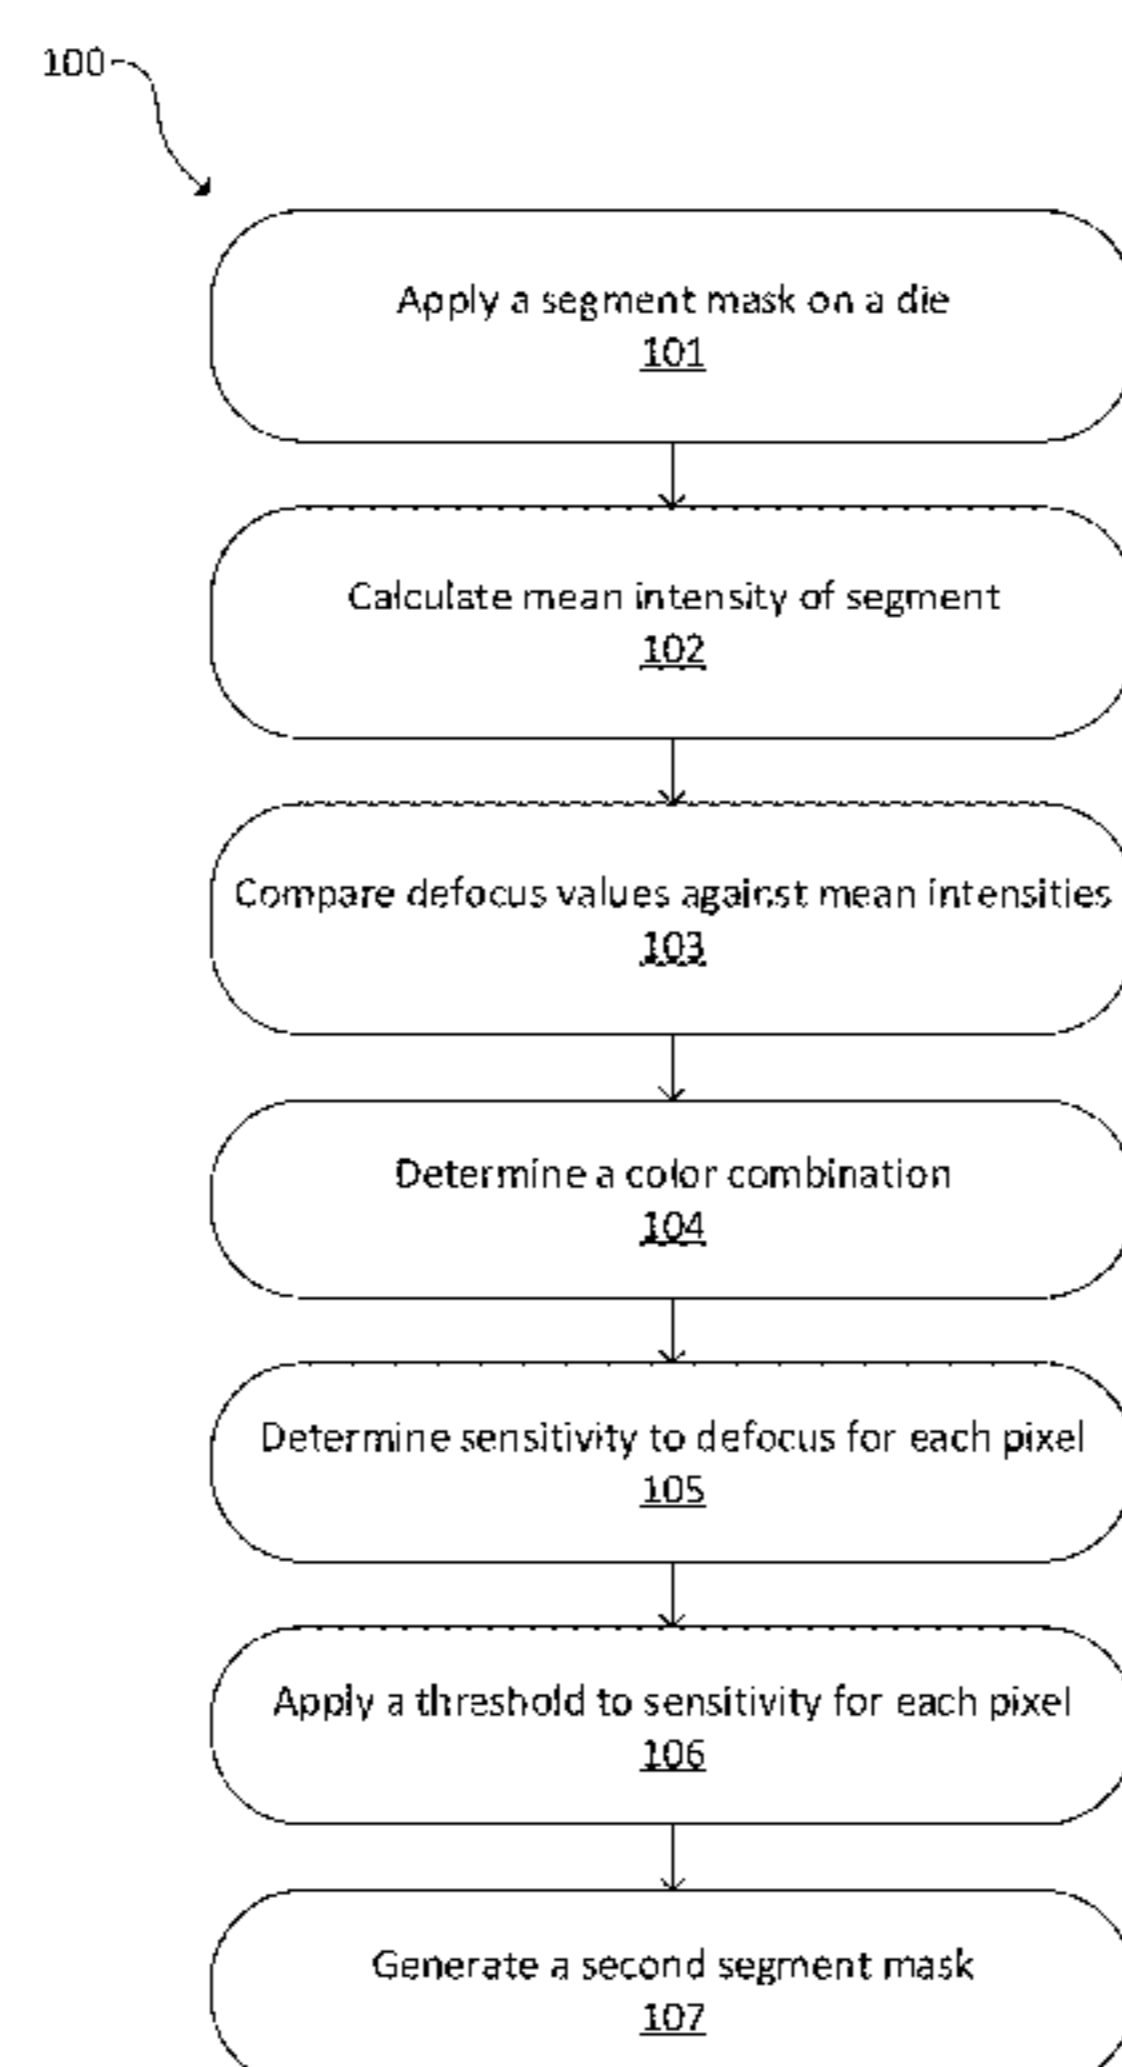 100
Apply a segment mask on a die
101
Calculate mean intensity of segment
102
Compare defocus values against mean intensities
103
Determine a color combination
104
Determine sensitivity to defocus for each pixel
105
Apply a threshold to sensitivity for each pixel
106
Generate a second segment mask
107